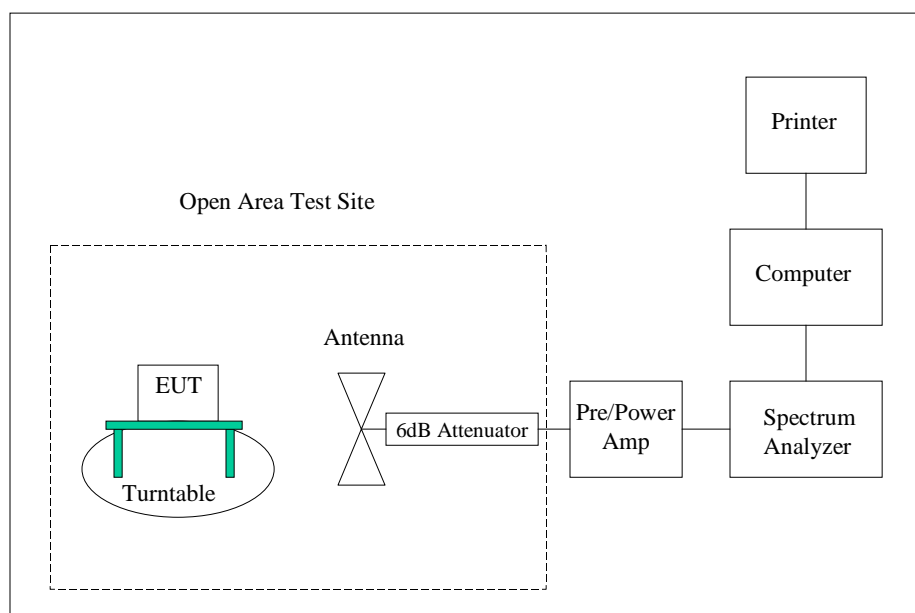 Printer
Open Area Test Site
Computer
Antenna
EUT
6dB Attenuator
Pre/Power
Amp
Spectrum
Analyzer
Turntable